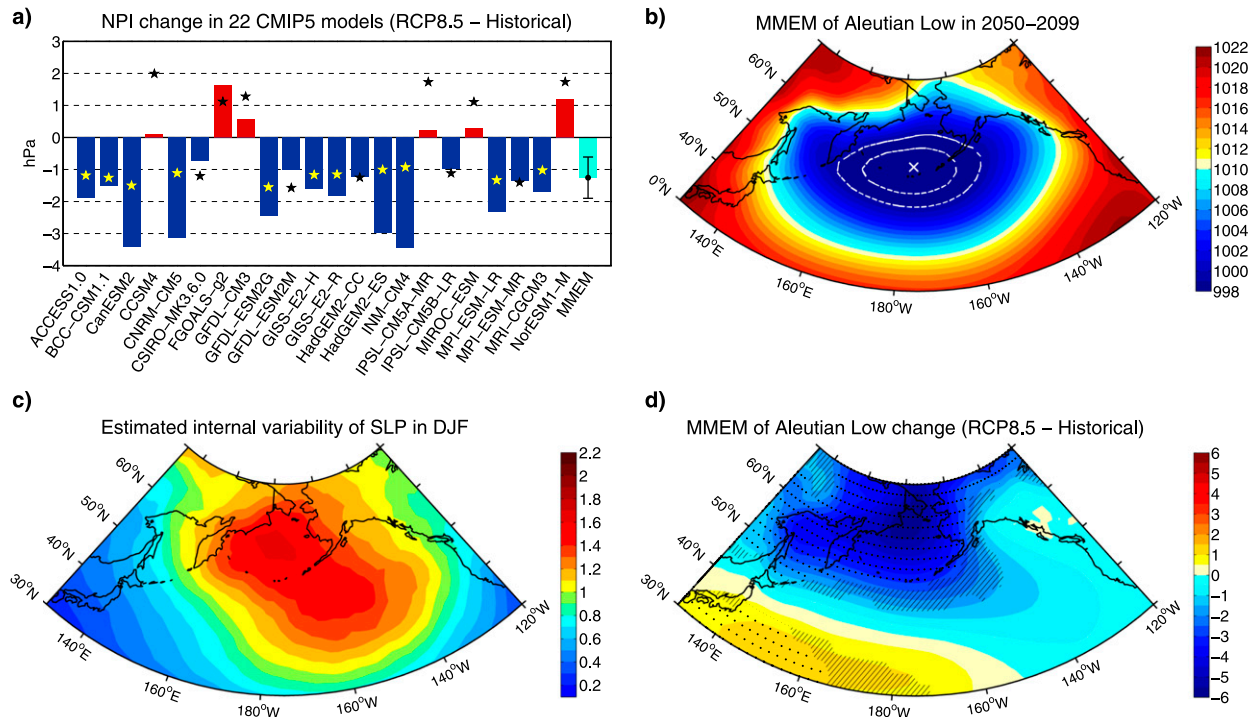 a)
NPI change in 22 CMIP5 models (RCP8.5 − Historical)
hPa
3
2
1
0
−1
−2
−3
−4
ACCESS1.0
BCC−CSM1.1
CanESM2
CCSM4
CNRM−CM5
CSIRO−MK3.6.0
FGOALS−g2
GFDL−CM3
GFDL−ESM2G
GFDL−ESM2M
GISS−E2−H
GISS−E2−R
HadGEM2−CC
HadGEM2−ES
INM−CM4
IPSL−CM5A−MR
IPSL−CM5B−LR
MIROC−ESM
MPI−ESM−LR
MPI−ESM−MR
MRI−CGCM3
NorESM1−M
MMEM
b)
MMEM of Aleutian Low in 2050−2099
60°N
50°N
40°N
0°N
140°E
160°E
180°W
160°W
140°W
120°W
1022
1020
1018
1016
1014
1012
1010
1008
1006
1004
1002
1000
998
c)
Estimated internal variability of SLP in DJF
60°N
50°N
40°N
30°N
140°E
160°E
180°W
160°W
140°W
120°W
2.2
2
1.8
1.6
1.4
1.2
1
0.8
0.6
0.4
0.2
d)
MMEM of Aleutian Low change (RCP8.5 − Historical)
60°N
50°N
40°N
30°N
140°E
160°E
180°W
160°W
140°W
120°W
6
5
4
3
2
1
0
−1
−2
−3
−4
−5
−6